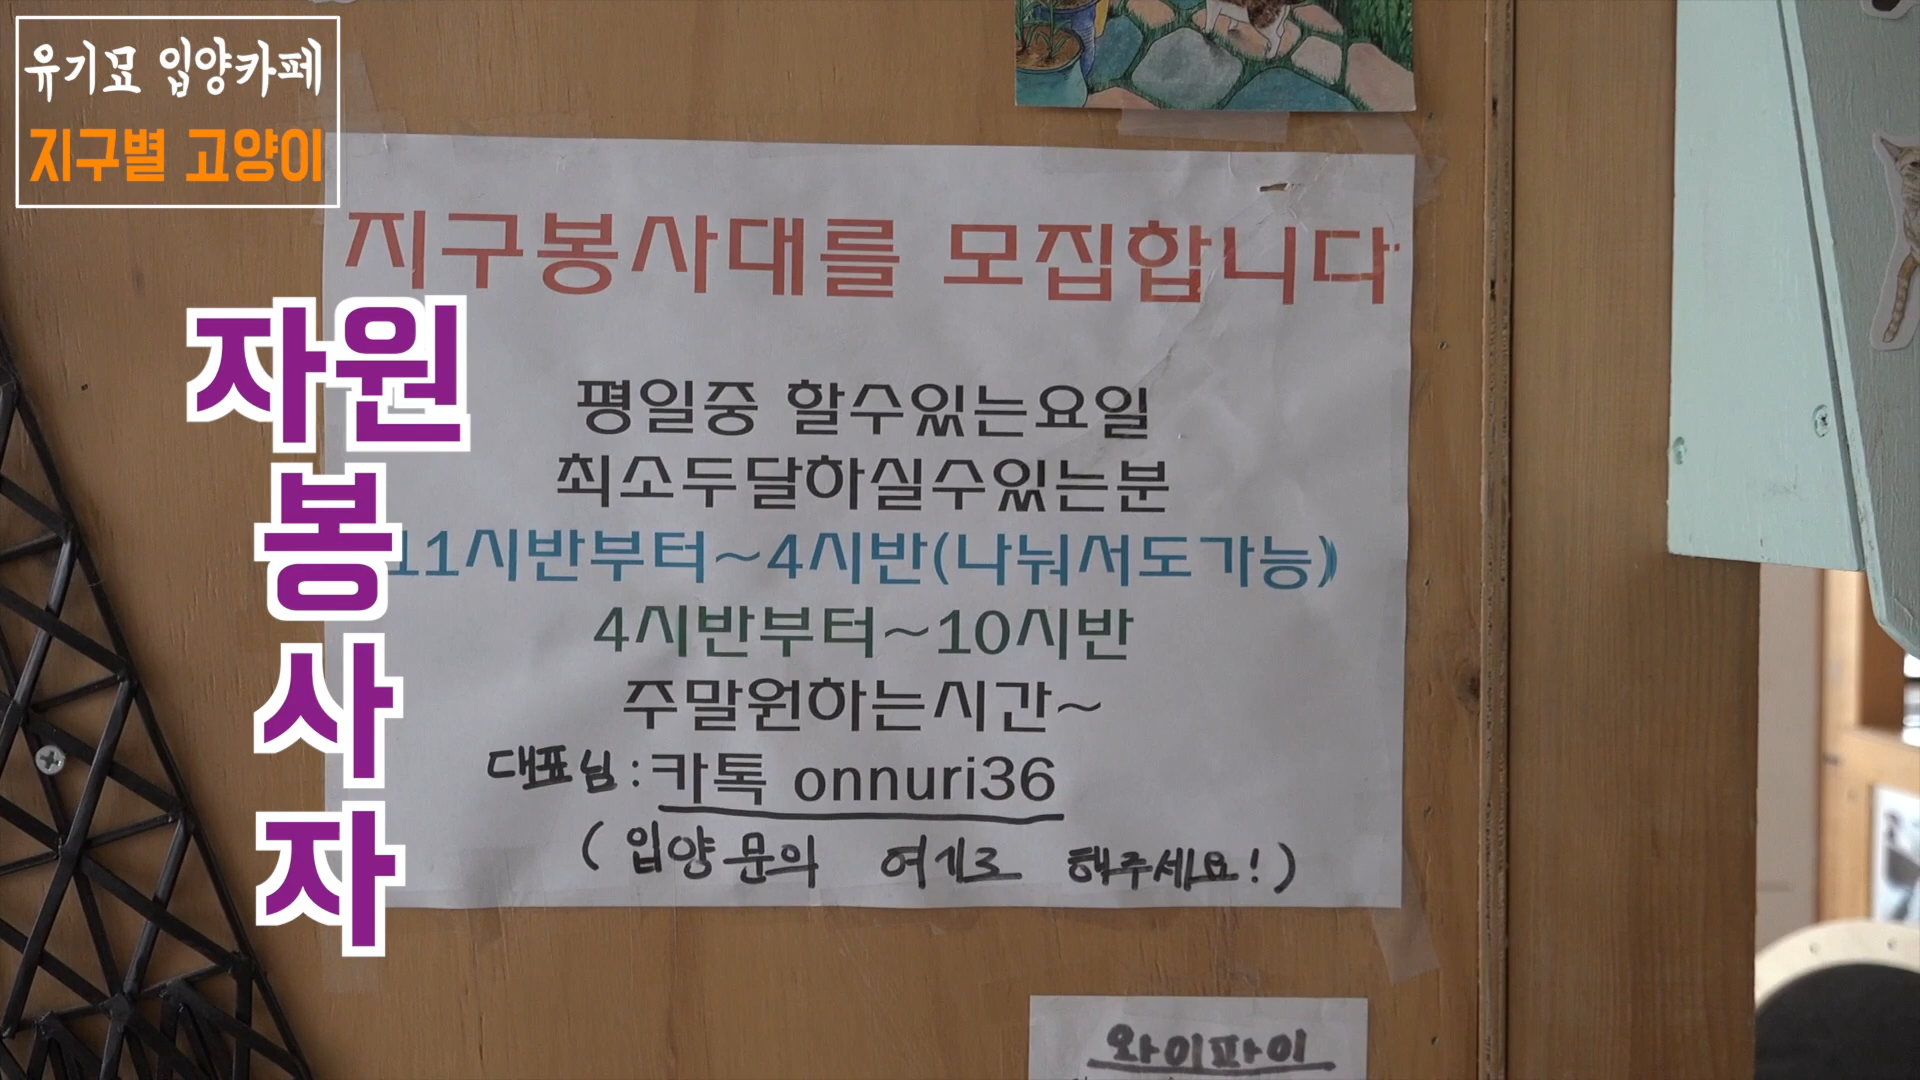 유기묘 입양카페
지구별 고양이
자원
봉
사
자
지구봉사대를 모집합니다
평일중 할수있는요일
최소두달하실수있는분
11시반부터~4시반(나눠서도가능)
4시반부터~10시반
주말원하는시간~
대표님:카톡 onnuri36
(입양문의 여기로 해주세요!)
와이파이